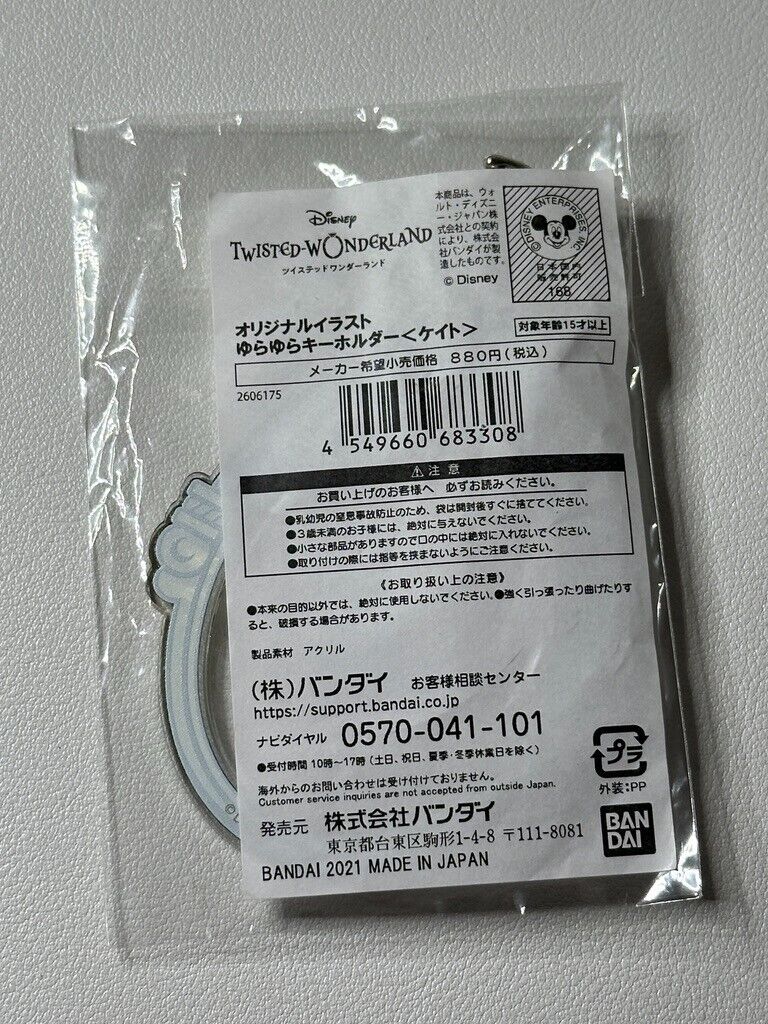 Disney
TWISTED-WONDERLAND
ツイステッドワンダーランド
本商品は、ウォ
ルト・ディズニ
ー・ジャパン株
式会社との契約
により、株式会
社バンダイが製
造したものです。
© Disney
©DISNEY ENTERPRISES, INC.
日本国内
販売許可
168
オリジナルイラスト
ゆらゆらキーホルダー<ケイト>
対象年齢15才以上
メーカー希望小売価格 880円(税込)
2606175
4 549660 683308
⚠注意
お買い上げのお客様へ 必ずお読みください。
●乳幼児の窒息事故防止のため、袋は開封後すぐに捨ててください。
●3歳未満のお子様には、絶対に与えないでください。
●小さな部品がありますので口の中には絶対に入れないでください。
●取り付けの際には指等を挟まないようにご注意ください。
《お取り扱い上の注意》
●本来の目的以外では、絶対に使用しないでください。●強く引っ張ったり曲げたりす
ると、破損する場合があります。
製品素材 アクリル
(株)バンダイ お客様相談センター
https://support.bandai.co.jp
ナビダイヤル 0570-041-101
●受付時間 10時～17時(土日、祝日、夏季・冬季休業日を除く)
海外からのお問い合わせは受け付けておりません。
Customer service inquiries are not accepted from outside Japan.
プラ
外装:PP
発売元 株式会社バンダイ
東京都台東区駒形1-4-8 〒111-8081
BANDAI 2021 MADE IN JAPAN
BAN
DAI